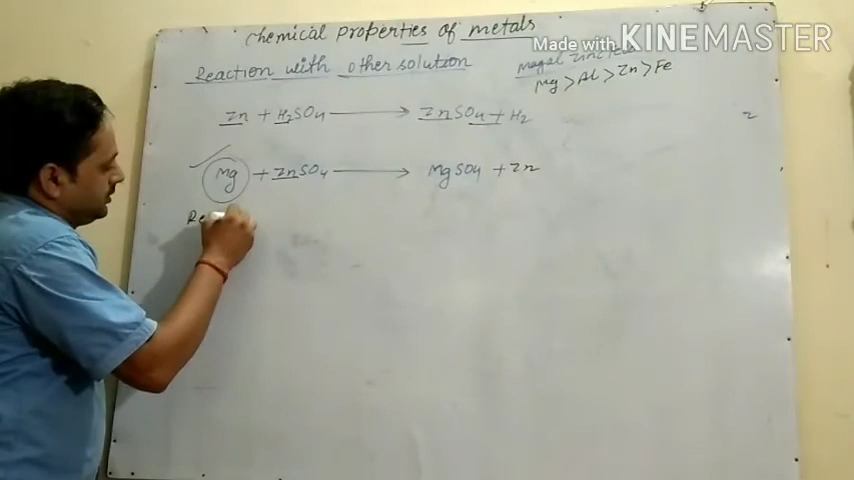 Chemical properties of metals
Made with KINEMASTER
Reaction with other solution
Mg > Al > Zn > Fe
Zn + H₂SO₄ → ZnSO₄ + H₂
Mg + ZnSO₄ → MgSO₄ + Zn